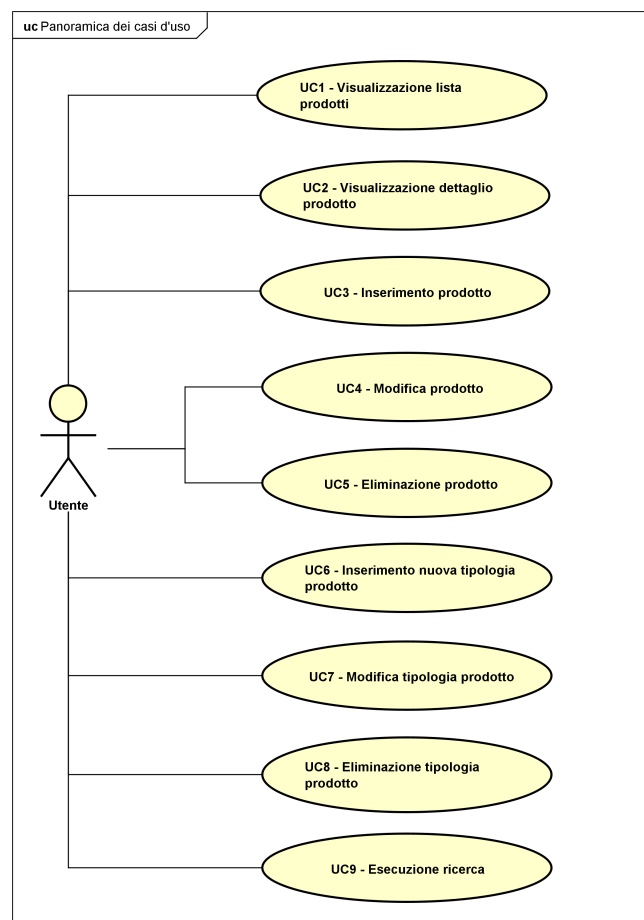 uc Panoramica dei casi d'uso
UC1 - Visualizzazione lista
prodotti
UC2 - Visualizzazione dettaglio
prodotto
UC3 - Inserimento prodotto
UC4 - Modifica prodotto
UC5 - Eliminazione prodotto
Utente
UC6 - Inserimento nuova tipologia
prodotto
UC7 - Modifica tipologia prodotto
UC8 - Eliminazione tipologia
prodotto
UC9 - Esecuzione ricerca